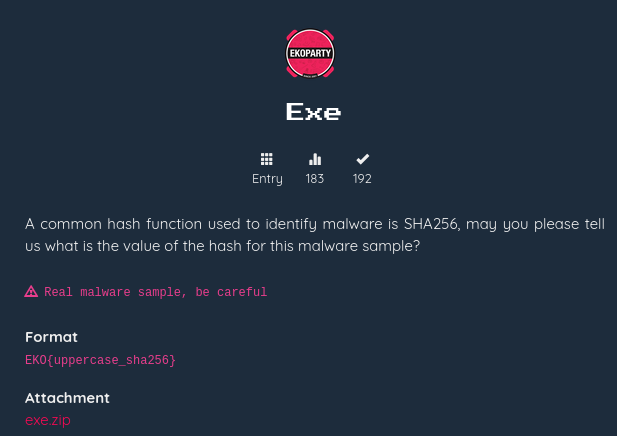 EKOPARTY
Exe
Entry 183 192
A common hash function used to identify malware is SHA256, may you please tell
us what is the value of the hash for this malware sample?
Real malware sample, be careful
Format
EKO{uppercase_sha256}
Attachment
exe.zip